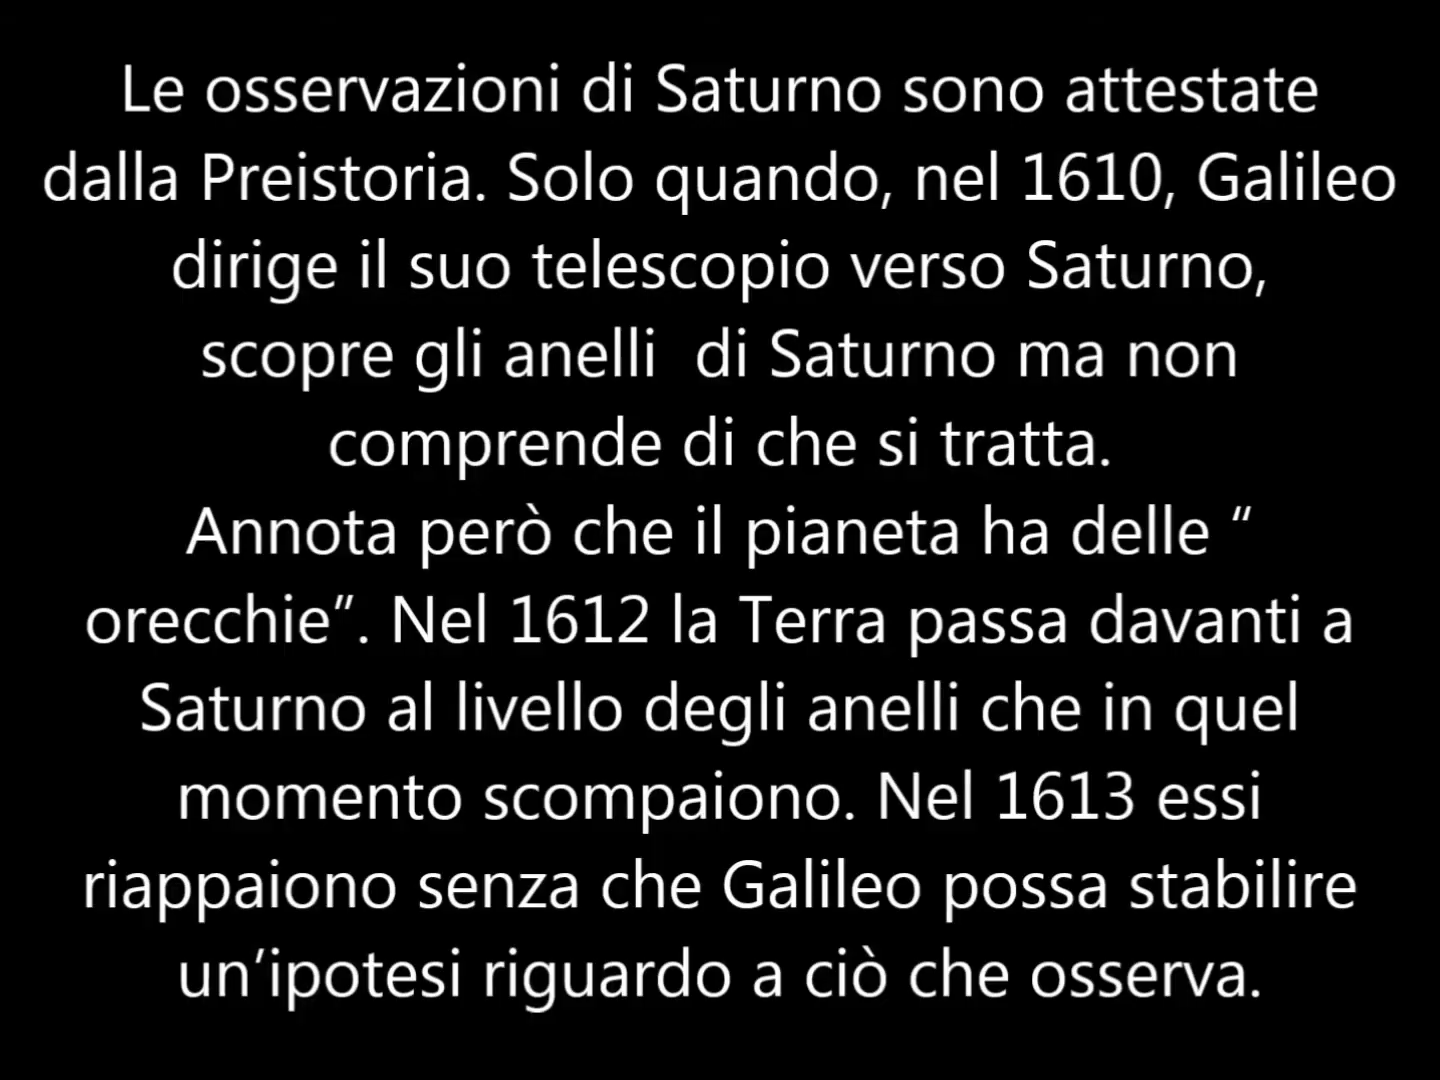 Le osservazioni di Saturno sono attestate
dalla Preistoria. Solo quando, nel 1610, Galileo
dirige il suo telescopio verso Saturno,
scopre gli anelli  di Saturno ma non
comprende di che si tratta.
Annota però che il pianeta ha delle “
orecchie”. Nel 1612 la Terra passa davanti a
Saturno al livello degli anelli che in quel
momento scompaiono. Nel 1613 essi
riappaiono senza che Galileo possa stabilire
un’ipotesi riguardo a ciò che osserva.